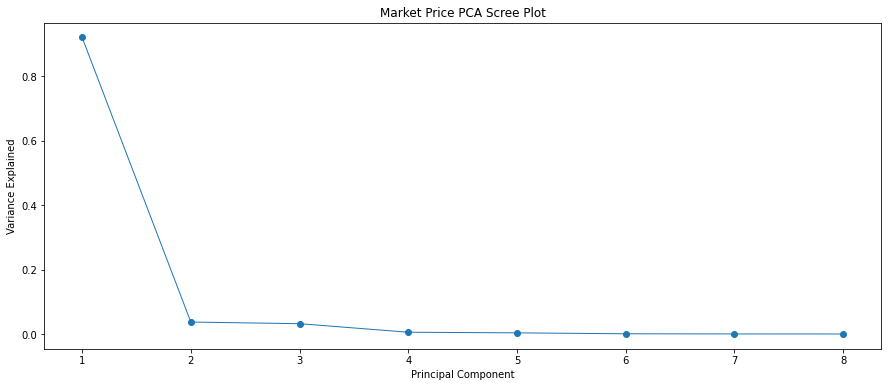 Market Price PCA Scree Plot
Variance Explained
0.8
0.6
0.4
0.2
0.0
1 2 3 4 5 6 7 8
Principal Component